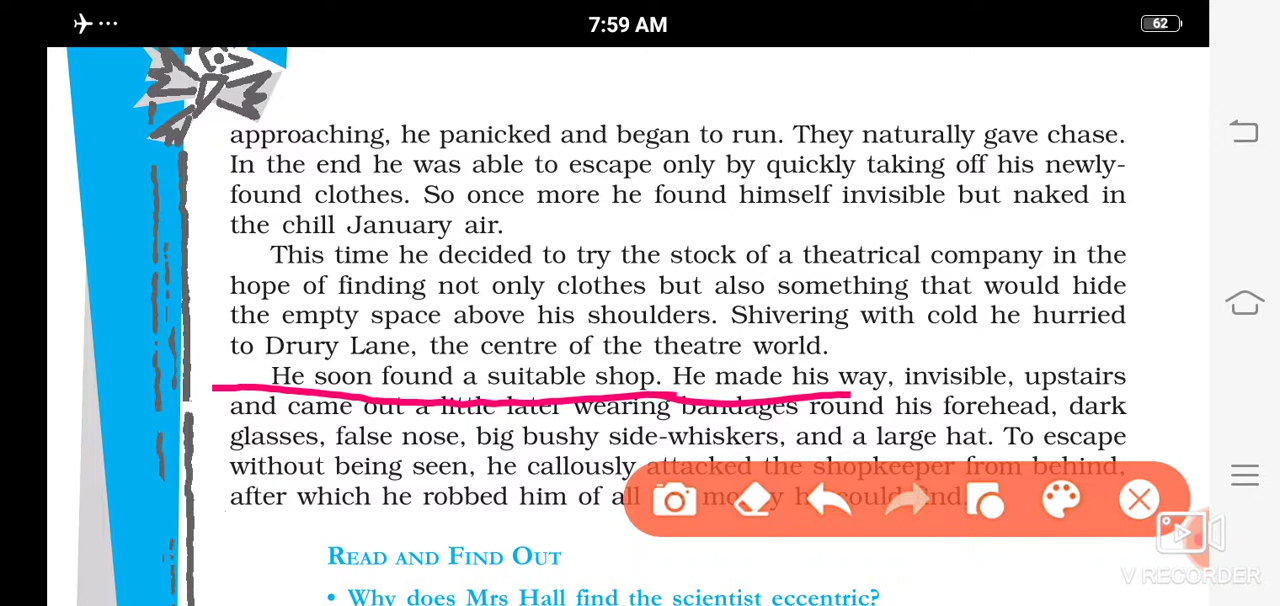 7:59 AM
62
approaching, he panicked and began to run. They naturally gave chase.
In the end he was able to escape only by quickly taking off his newly-
found clothes. So once more he found himself invisible but naked in
the chill January air.
This time he decided to try the stock of a theatrical company in the
hope of finding not only clothes but also something that would hide
the empty space above his shoulders. Shivering with cold he hurried
to Drury Lane, the centre of the theatre world.
He soon found a suitable shop. He made his way, invisible, upstairs
and came out a little later wearing bandages round his forehead, dark
glasses, false nose, big bushy side-whiskers, and a large hat. To escape
without being seen, he callously attacked the shopkeeper from behind,
after which he robbed him of all
READ AND FIND OUT
• Why does Mrs Hall find the scientist eccentric?
V RECORDER